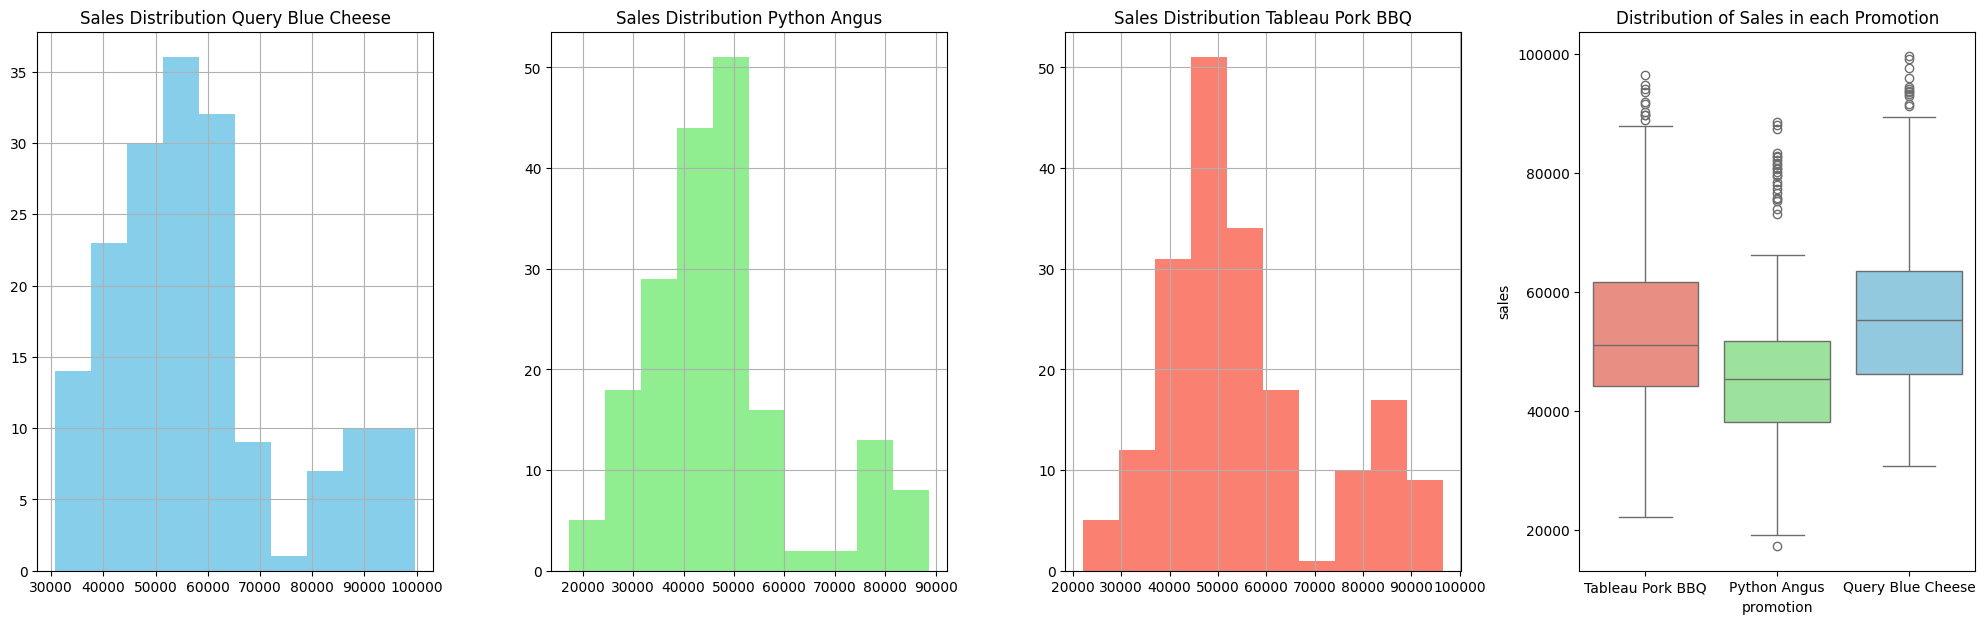 Sales Distribution Query Blue Cheese
35
30
25
20
15
10
5
0
30000 40000 50000 60000 70000 80000 90000 100000
Sales Distribution Python Angus
50
40
30
20
10
0
20000 30000 40000 50000 60000 70000 80000 90000
Sales Distribution Tableau Pork BBQ
50
40
30
20
10
0
20000 30000 40000 50000 60000 70000 80000 90000 100000
Distribution of Sales in each Promotion
sales
100000
80000
60000
40000
20000
Tableau Pork BBQ Python Angus Query Blue Cheese
promotion